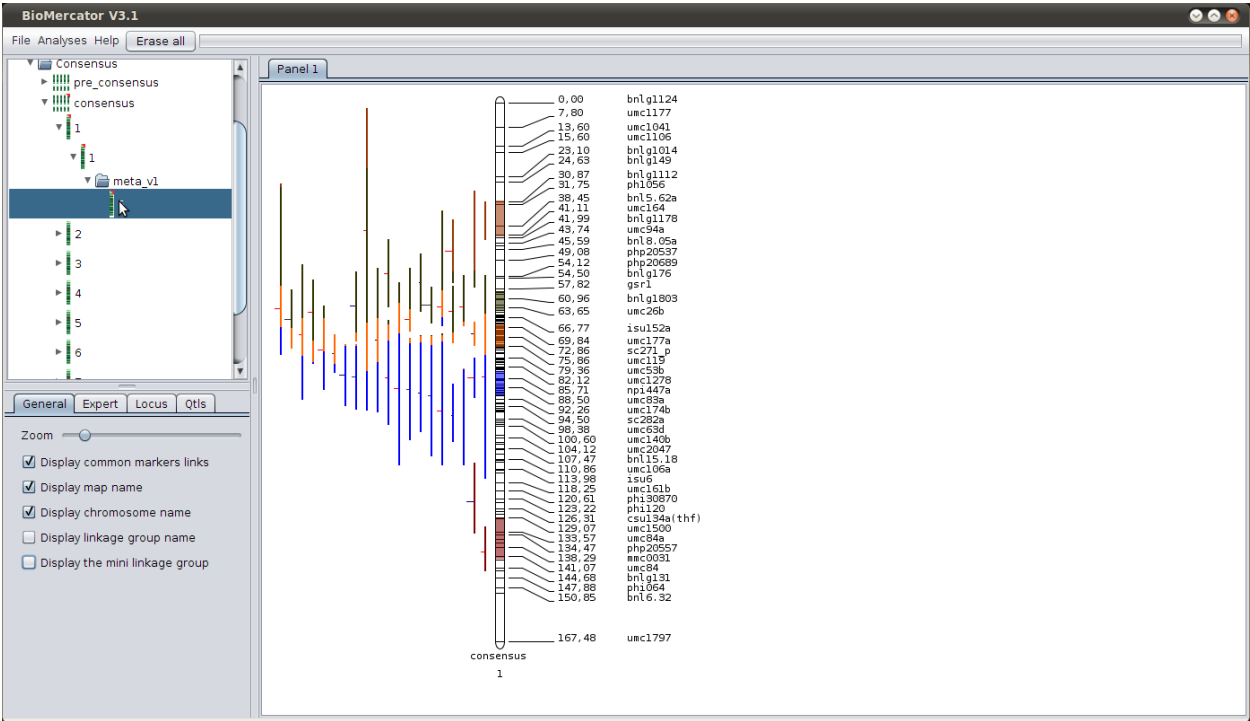 BioMercator V3.1
File Analyses Help Erase all
Consensus
pre_consensus
consensus
1
1
meta_v1
2
3
4
5
6
General Expert Locus Qtls
Zoom
Display common markers links
Display map name
Display chromosome name
Display linkage group name
Display the mini linkage group
Panel 1
0,00 bnlg1124
7,80 umc1177
13,60 umc1041
15,60 umc1106
23,10 bnlg1014
24,63 bnlg149
30,87 bnlg1112
31,75 phi056
38,45 bnl5.62a
41,11 umc164
41,99 bnlg1178
43,74 umc94a
45,59 bnl8.05a
49,08 php20537
54,12 php20689
54,50 bnlg176
57,82 gsr1
60,96 bnlg1803
63,65 umc26b
66,77 isu152a
69,84 umc177a
72,86 sc271_p
75,86 umc119
79,36 umc53b
82,12 umc1278
85,71 npi447a
88,50 umc83a
92,26 umc174b
94,50 sc282a
98,38 umc63d
100,60 umc140b
104,12 umc2047
107,47 bnl15.18
110,86 umc106a
113,98 isu6
118,25 umc161b
120,61 phi30870
123,22 phi120
126,31 csu134a(thf)
129,07 umc1500
133,57 umc84a
134,47 php20557
138,29 mmc0031
141,07 umc84
144,68 bnlg131
147,88 phi064
150,85 bnl6.32
167,48 umc1797
consensus
1